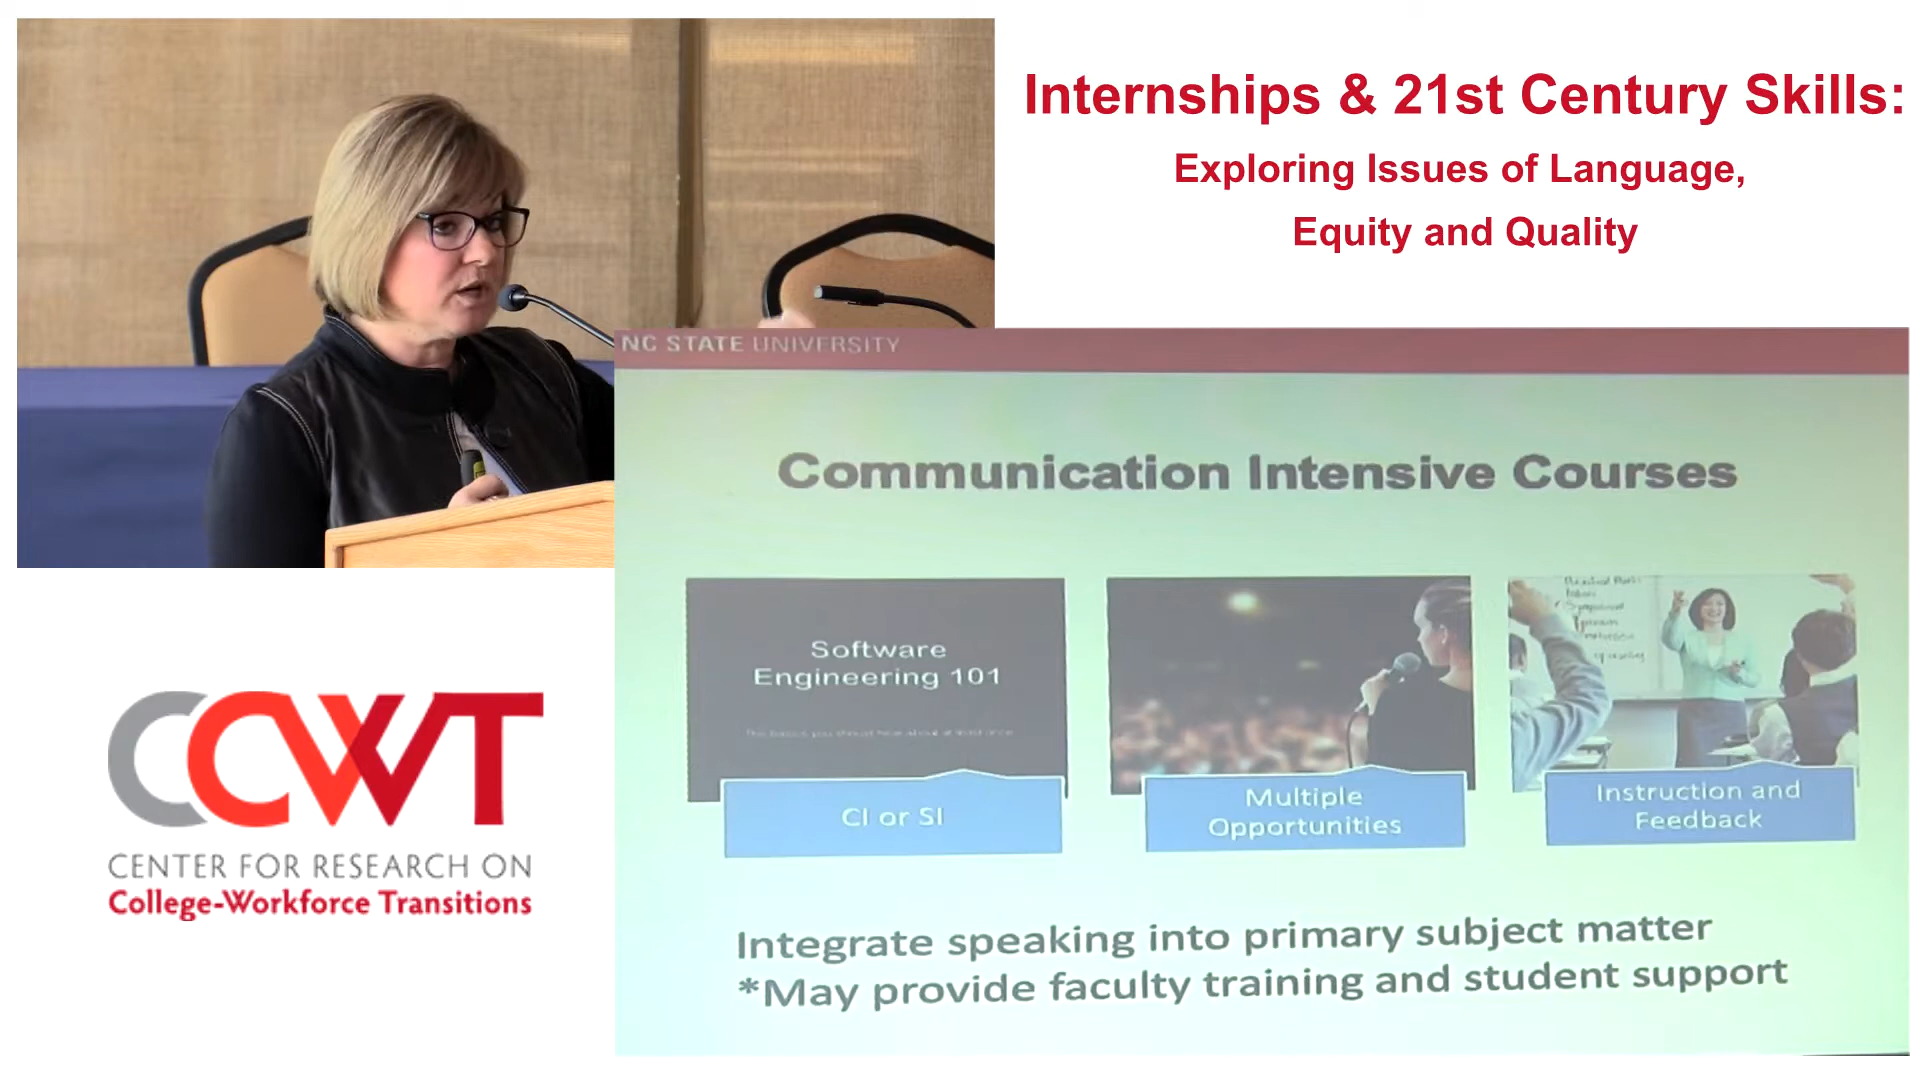 Internships & 21st Century Skills:
Exploring Issues of Language,
Equity and Quality
NC STATE UNIVERSITY
Communication Intensive Courses
Software
Engineering 101
CI or SI
Multiple
Opportunities
Instruction and
Feedback
Integrate speaking into primary subject matter
*May provide faculty training and student support
CCWT
CENTER FOR RESEARCH ON
College-Workforce Transitions